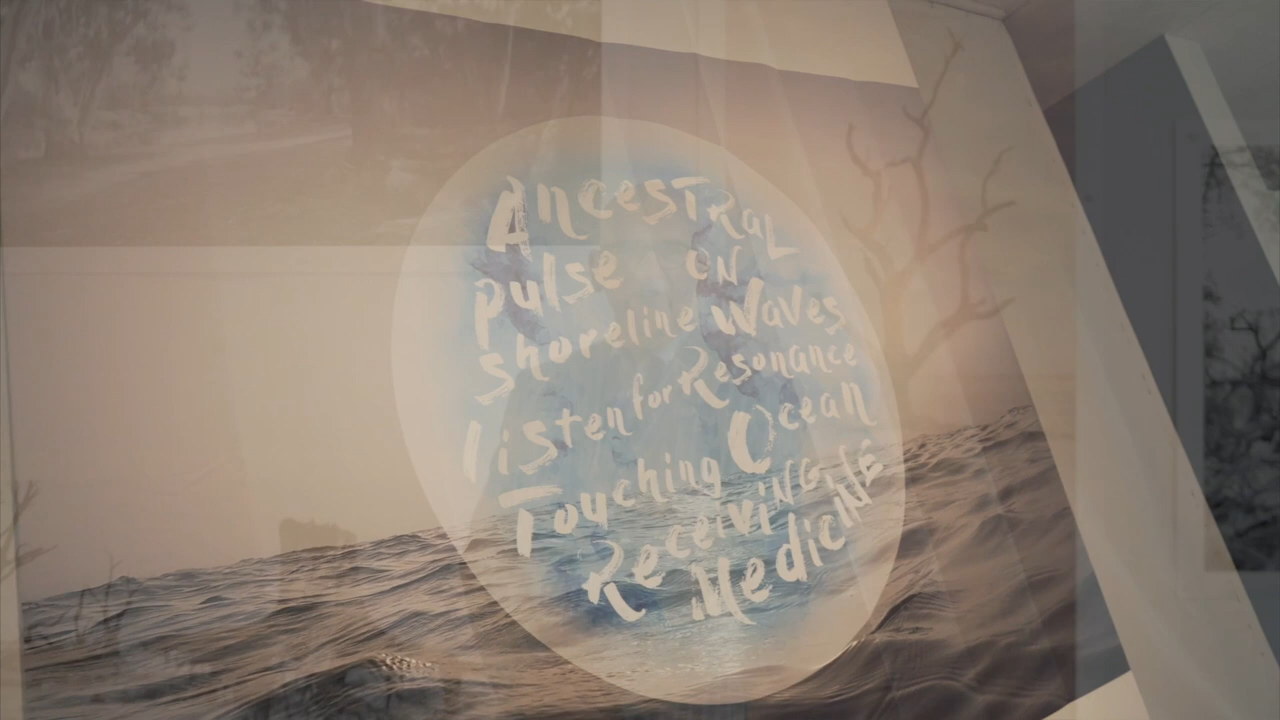 Ancestral
pulse on
shoreline Waves
listen for Resonance
Touching Ocean
Receiving
Medicine